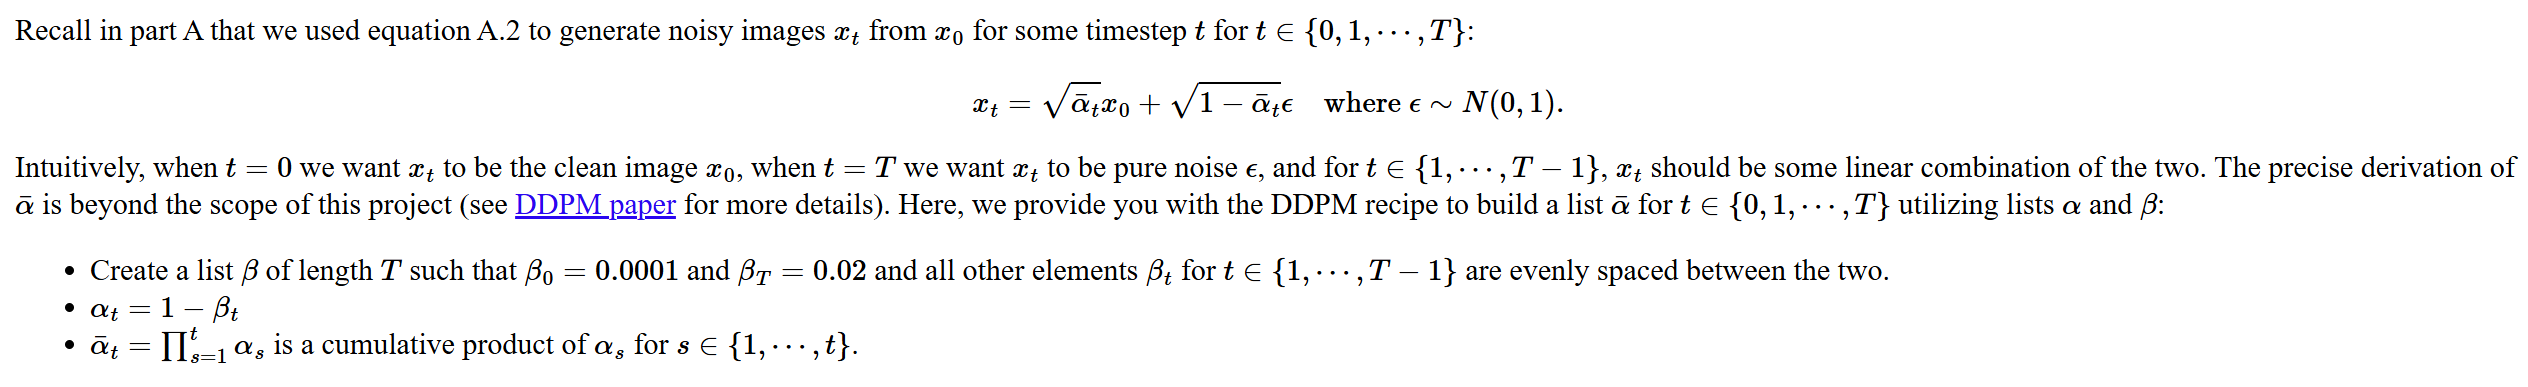 Recall in part A that we used equation A.2 to generate noisy images $x_t$ from $x_0$ for some timestep $t$ for $t \in \{0, 1, \cdots, T\}$:
$x_t = \sqrt{\bar{\alpha}_t}x_0 + \sqrt{1 - \bar{\alpha}_t}\epsilon \quad \text{where } \epsilon \sim N(0, 1).$
Intuitively, when $t = 0$ we want $x_t$ to be the clean image $x_0$, when $t = T$ we want $x_t$ to be pure noise $\epsilon$, and for $t \in \{1, \cdots, T - 1\}$, $x_t$ should be some linear combination of the two. The precise derivation of
$\bar{\alpha}$ is beyond the scope of this project (see DDPM paper for more details). Here, we provide you with the DDPM recipe to build a list $\bar{\alpha}$ for $t \in \{0, 1, \cdots, T\}$ utilizing lists $\alpha$ and $\beta$:
• Create a list $\beta$ of length $T$ such that $\beta_0 = 0.0001$ and $\beta_T = 0.02$ and all other elements $\beta_t$ for $t \in \{1, \cdots, T - 1\}$ are evenly spaced between the two.
• $\alpha_t = 1 - \beta_t$
• $\bar{\alpha}_t = \prod_{s=1}^{t} \alpha_s$ is a cumulative product of $\alpha_s$ for $s \in \{1, \cdots, t\}$.